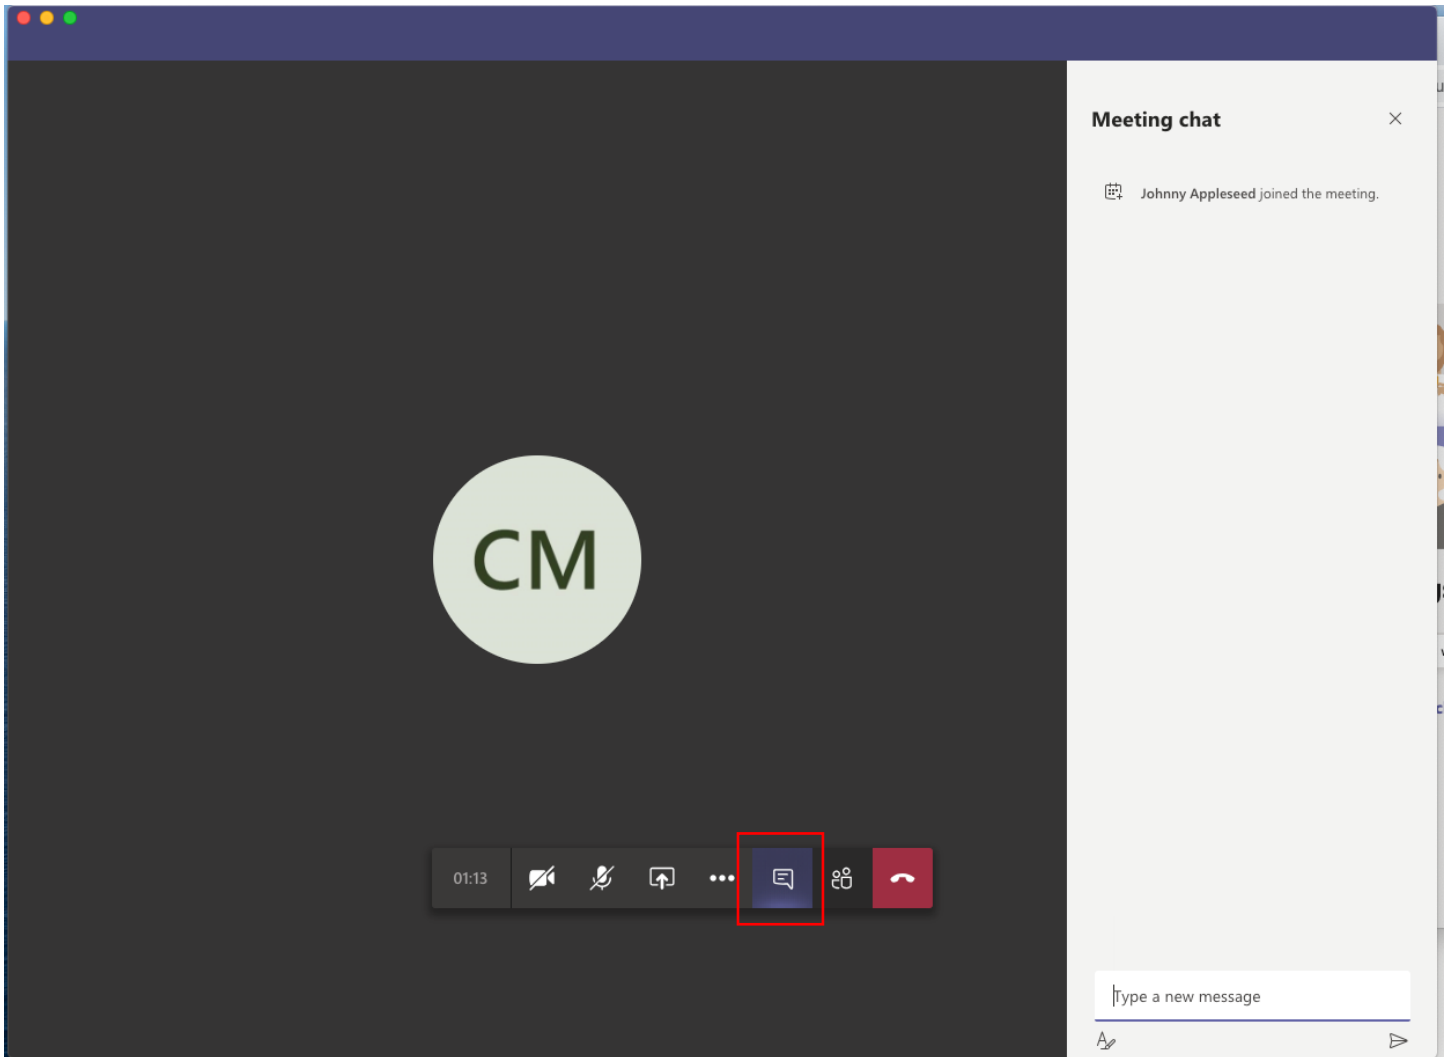 Meeting chat
Johnny Appleseed joined the meeting.
CM
01:13
Type a new message